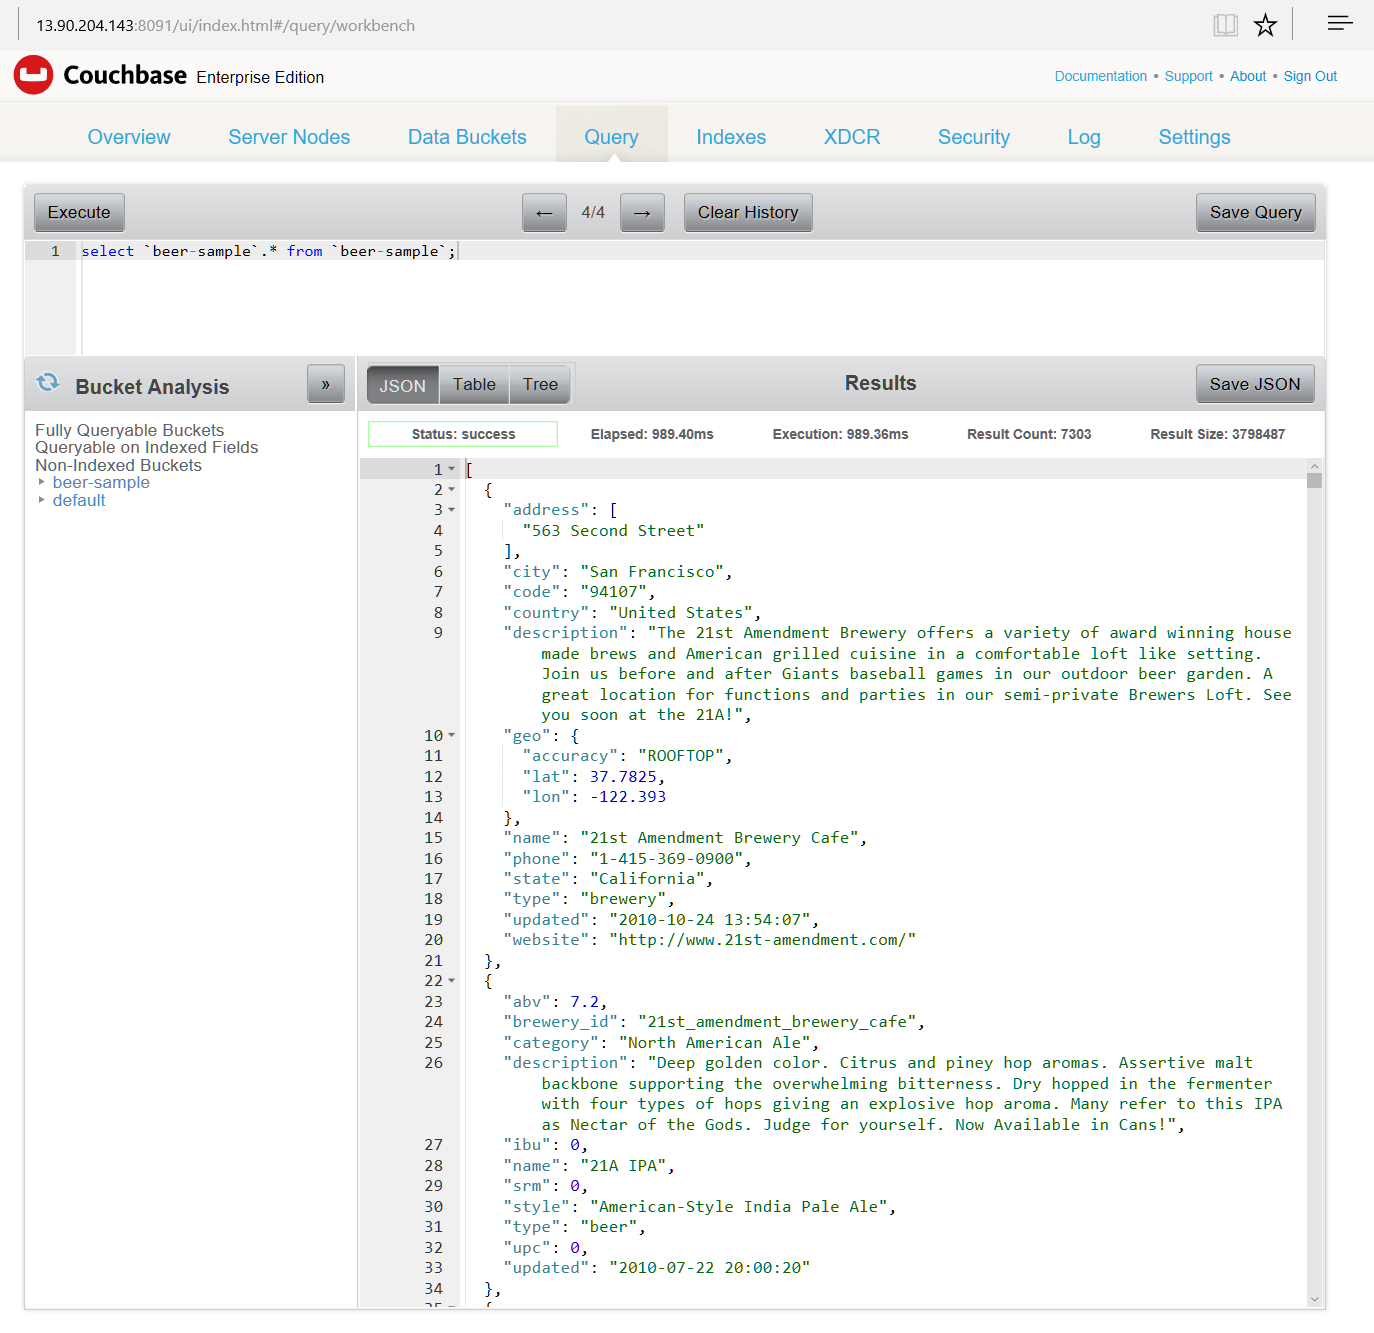 13.90.204.143:8091/ui/index.html#/query/workbench
Couchbase Enterprise Edition
Documentation • Support • About • Sign Out
Overview Server Nodes Data Buckets Query Indexes XDCR Security Log Settings
Execute ← 4/4 → Clear History Save Query
1 select `beer-sample`.* from `beer-sample`;
Bucket Analysis »
Fully Queryable Buckets
Queryable on Indexed Fields
Non-Indexed Buckets
beer-sample
default
JSON Table Tree Results Save JSON
Status: success Elapsed: 989.40ms Execution: 989.36ms Result Count: 7303 Result Size: 3798487
1 [
2 {
3 "address": [
4 "563 Second Street"
5 ],
6 "city": "San Francisco",
7 "code": "94107",
8 "country": "United States",
9 "description": "The 21st Amendment Brewery offers a variety of award winning house
made brews and American grilled cuisine in a comfortable loft like setting.
Join us before and after Giants baseball games in our outdoor beer garden. A
great location for functions and parties in our semi-private Brewers Loft. See
you soon at the 21A!",
10 "geo": {
11 "accuracy": "ROOFTOP",
12 "lat": 37.7825,
13 "lon": -122.393
14 },
15 "name": "21st Amendment Brewery Cafe",
16 "phone": "1-415-369-0900",
17 "state": "California",
18 "type": "brewery",
19 "updated": "2010-10-24 13:54:07",
20 "website": "http://www.21st-amendment.com/"
21 },
22 {
23 "abv": 7.2,
24 "brewery_id": "21st_amendment_brewery_cafe",
25 "category": "North American Ale",
26 "description": "Deep golden color. Citrus and piney hop aromas. Assertive malt
backbone supporting the overwhelming bitterness. Dry hopped in the fermenter
with four types of hops giving an explosive hop aroma. Many refer to this IPA
as Nectar of the Gods. Judge for yourself. Now Available in Cans!",
27 "ibu": 0,
28 "name": "21A IPA",
29 "srm": 0,
30 "style": "American-Style India Pale Ale",
31 "type": "beer",
32 "upc": 0,
33 "updated": "2010-07-22 20:00:20"
34 },
35 {